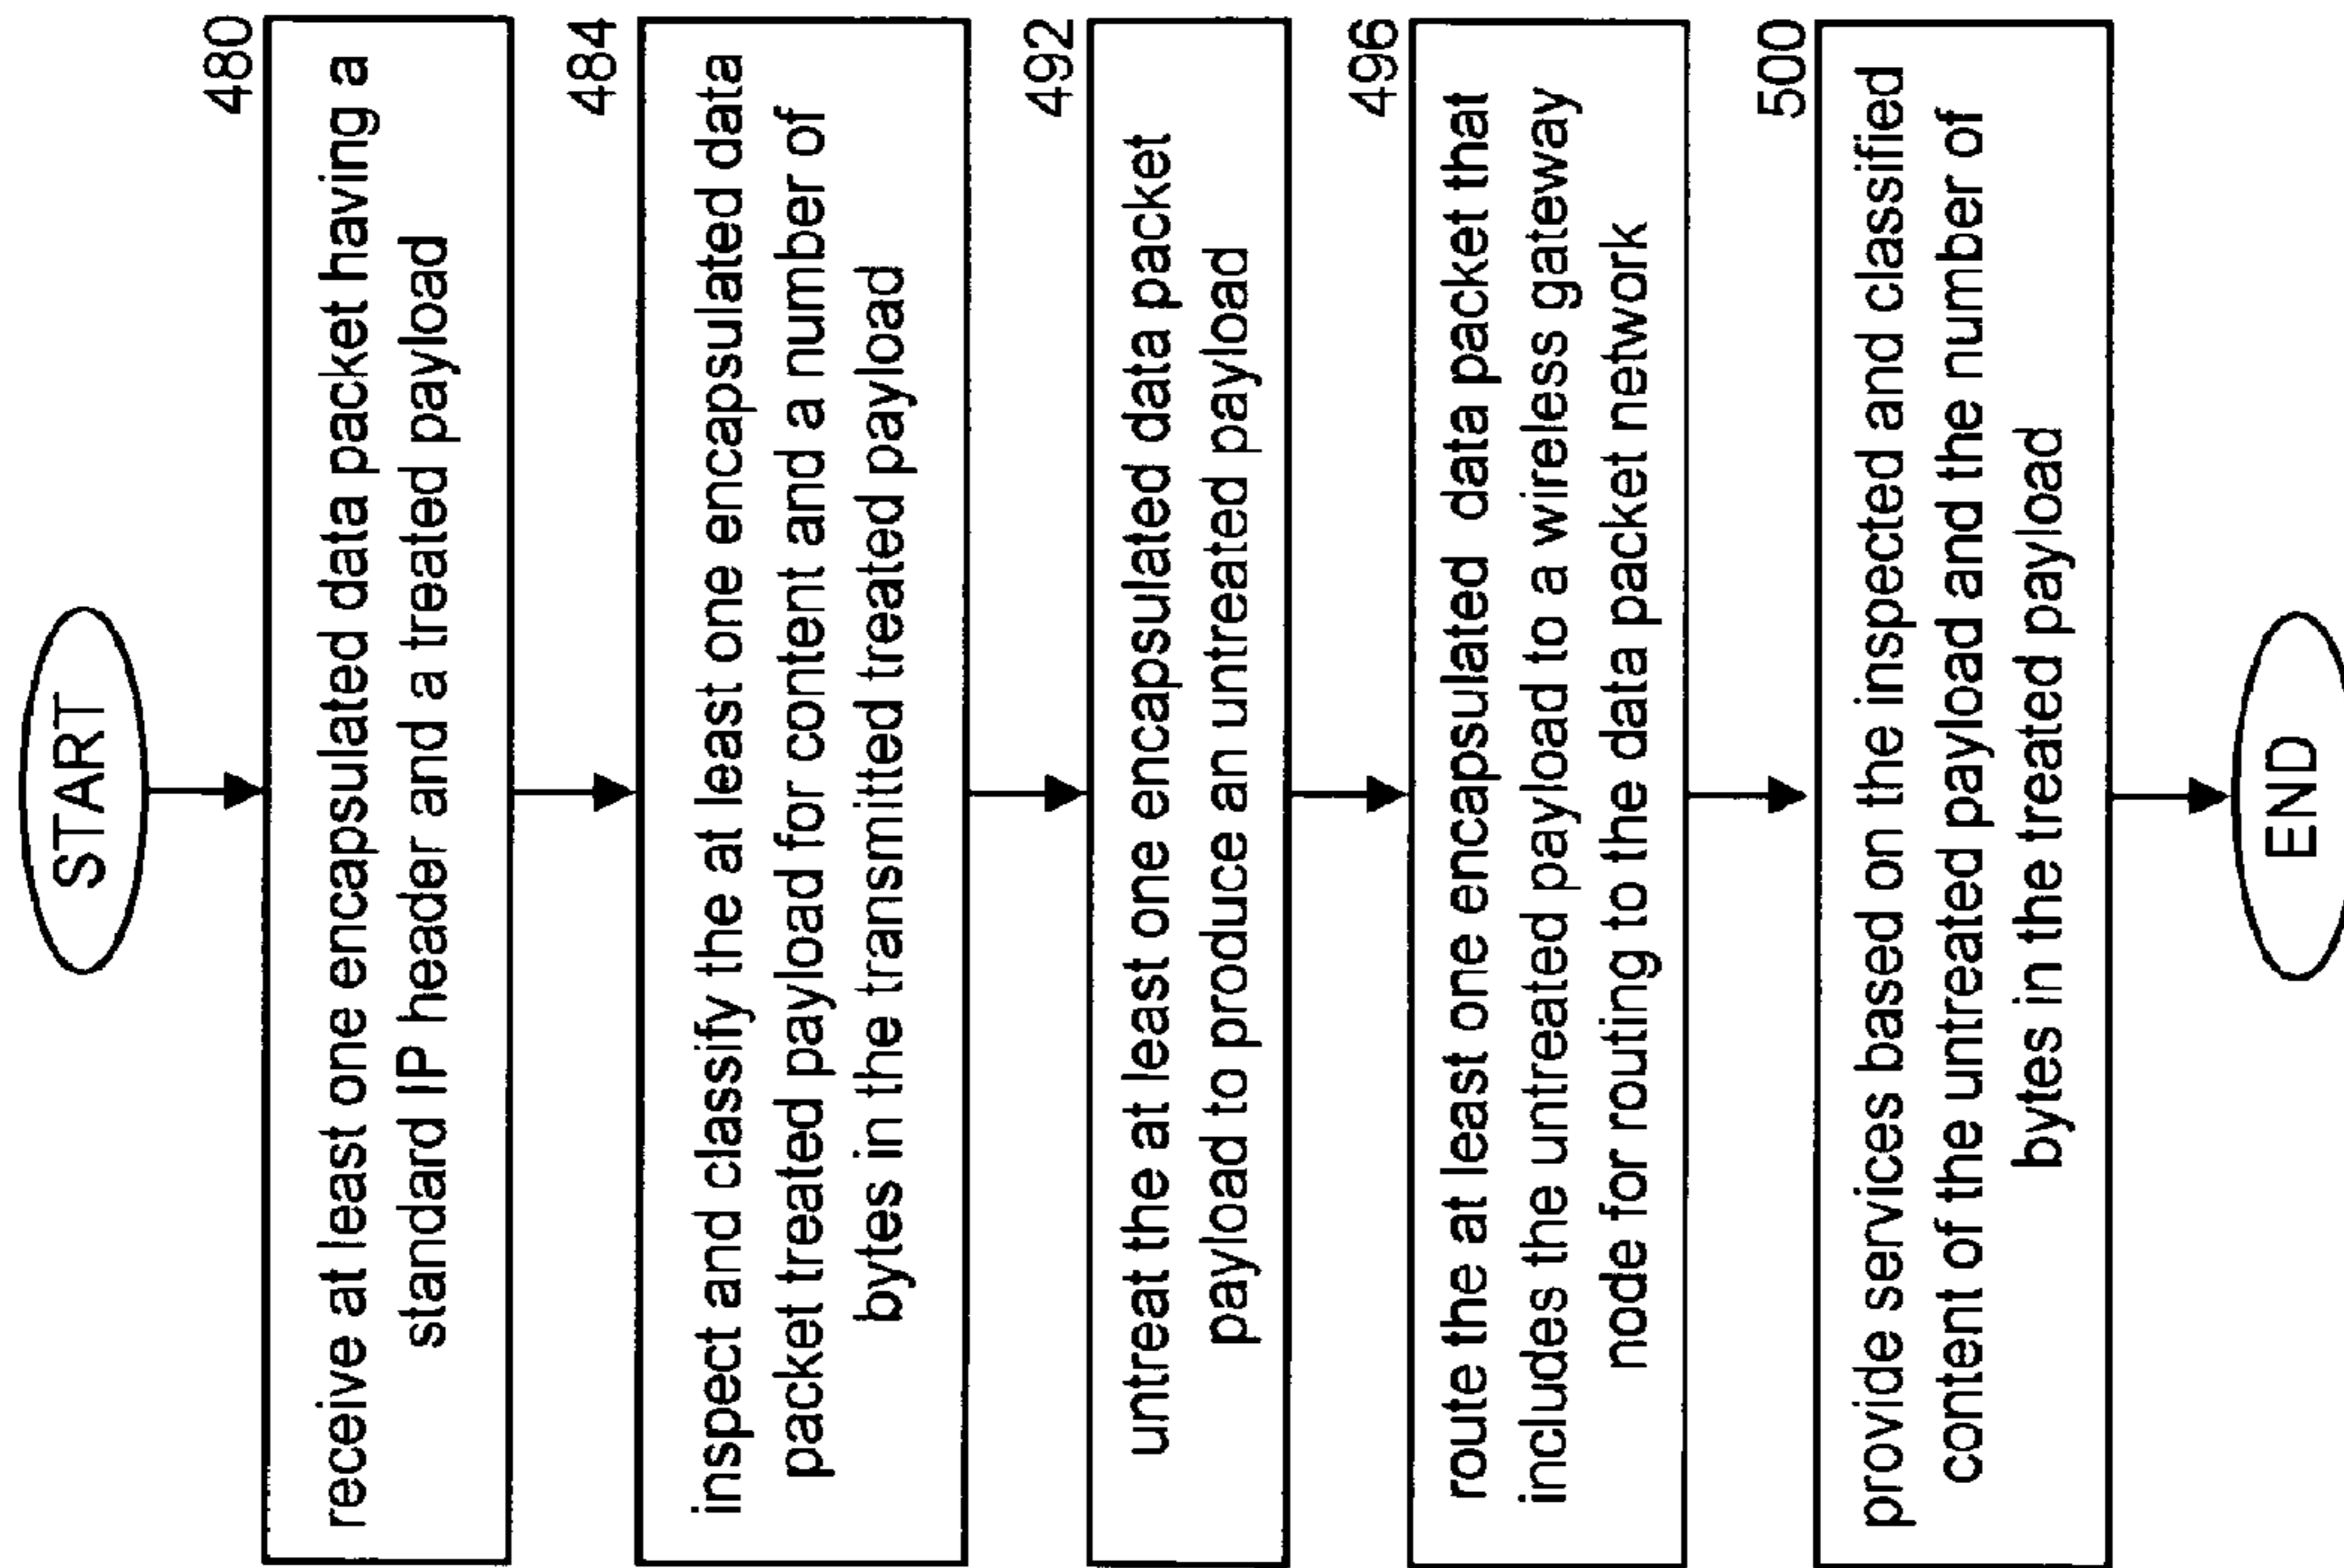 START
480
receive at least one encapsulated data packet having a
standard IP header and a treated payload
484
inspect and classify the at least one encapsulated data
packet treated payload for content and a number of
bytes in the transmitted treated payload
492
untreat the at least one encapsulated data packet
payload to produce an untreated payload
496
route the at least one encapsulated data packet that
includes the untreated payload to a wireless gateway
node for routing to the data packet network
500
provide services based on the inspected and classified
content of the untreated payload and the number of
bytes in the treated payload
END